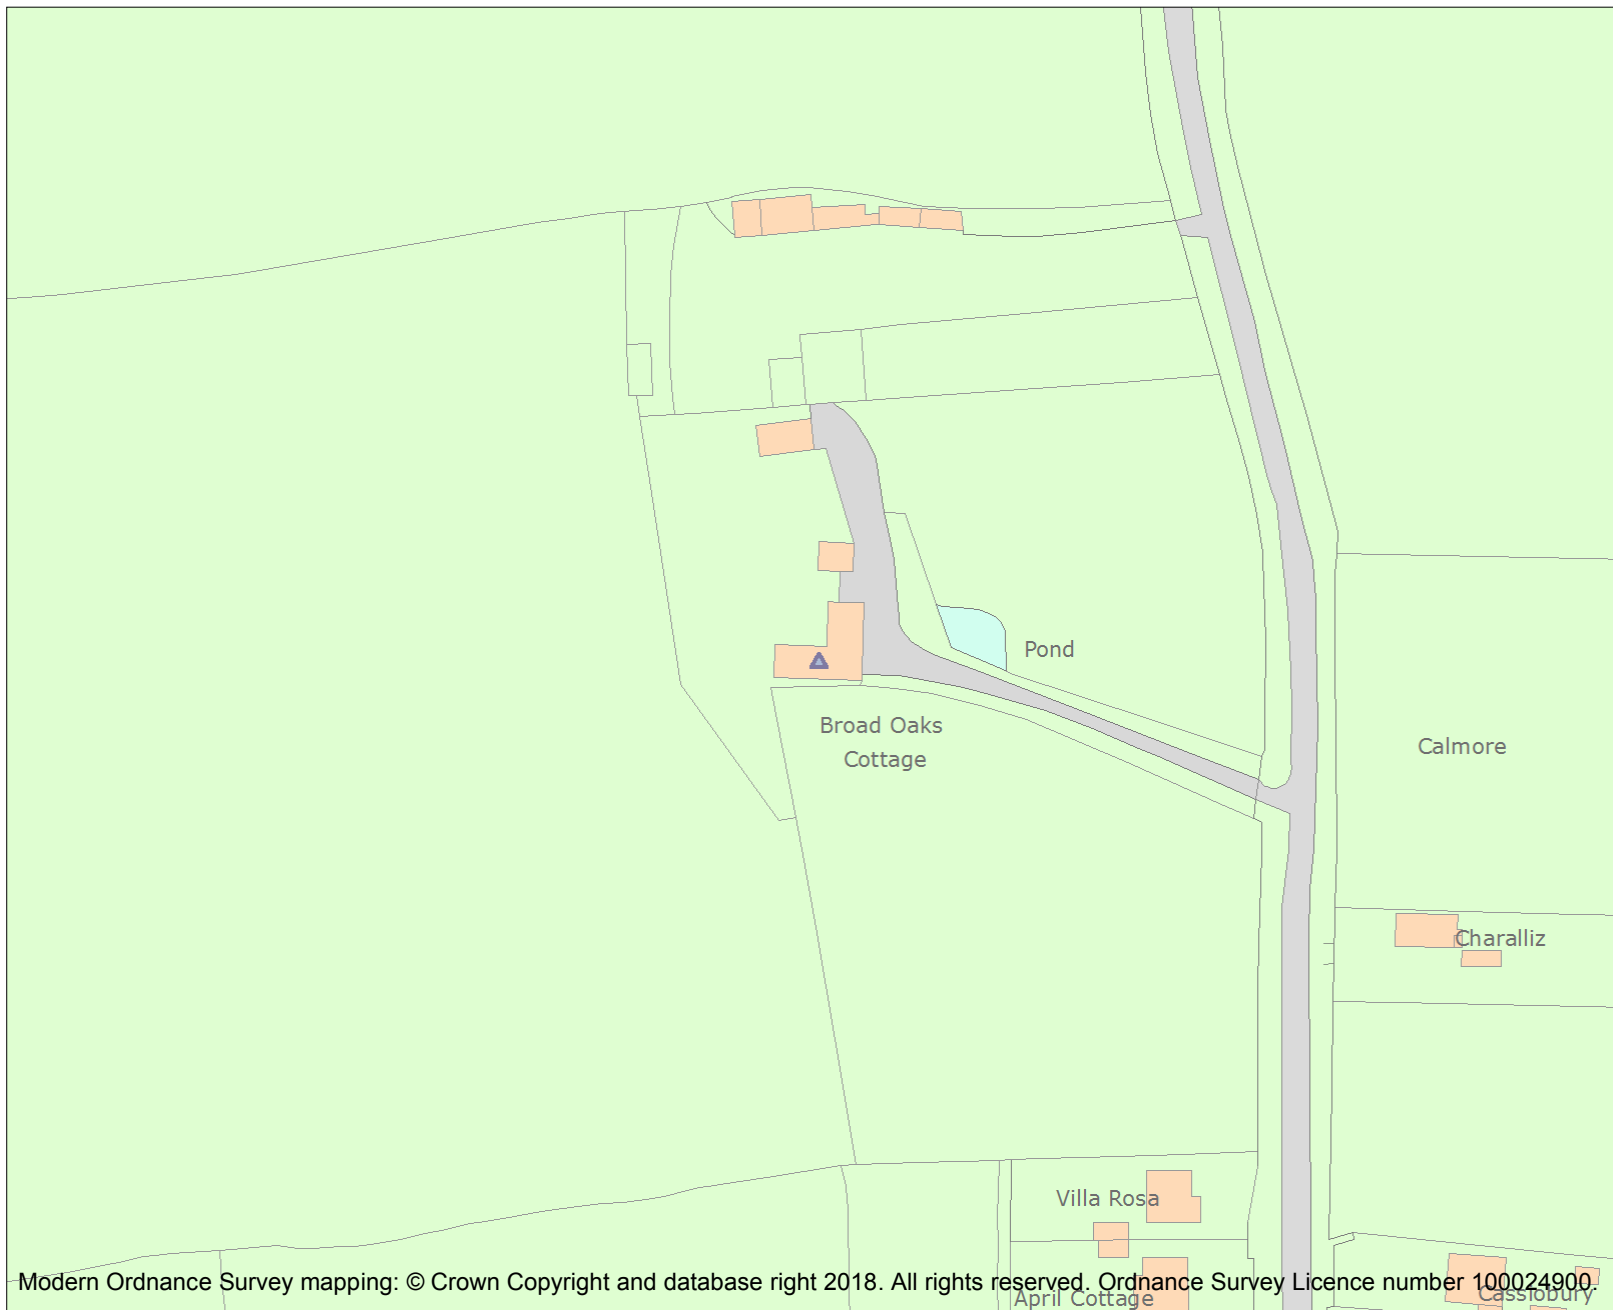 Pond
Broad Oaks
Cottage
Calmore
Charalliz
Villa Rosa
Modern Ordnance Survey mapping: © Crown Copyright and database right 2018. All rights reserved. Ordnance Survey Licence number 100024900.
April Cottage
Cassiobury